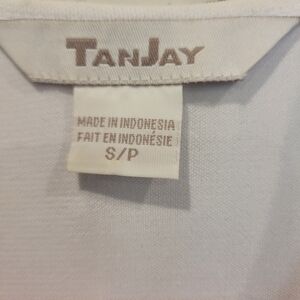 TANJAY
MADE IN INDONESIA
FAIT EN INDONÉSIE
S/P